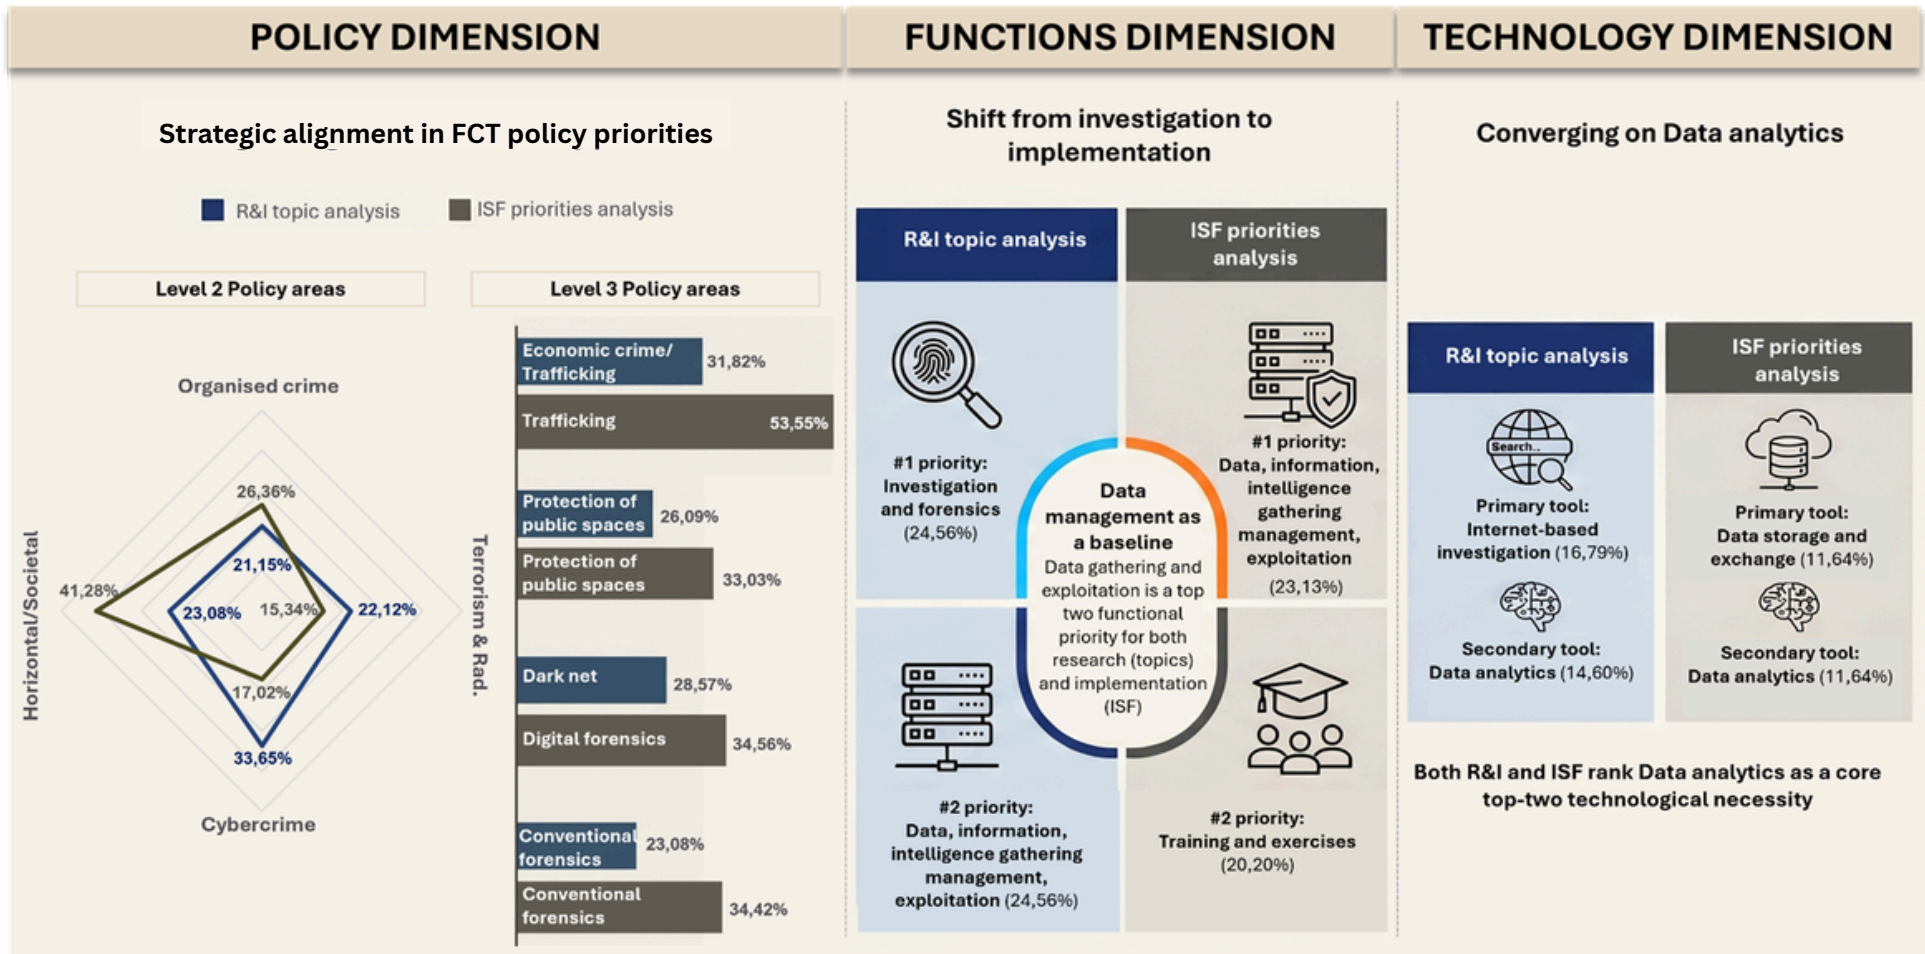 POLICY DIMENSION
Strategic alignment in FCT policy priorities
R&I topic analysis
ISF priorities analysis
Level 2 Policy areas
Organised crime
26,36%
21,15%
41,28%
23,08%
15,34%
22,12%
17,02%
33,65%
Horizontal/Societal
Terrorism & Rad.
Cybercrime
Level 3 Policy areas
Economic crime/
Trafficking
31,82%
Trafficking
53,55%
Protection of
public spaces
26,09%
Protection of
public spaces
33,03%
Dark net
28,57%
Digital forensics
34,56%
Conventional
forensics
23,08%
Conventional
forensics
34,42%
FUNCTIONS DIMENSION
Shift from investigation to
implementation
R&I topic analysis
ISF priorities
analysis
#1 priority:
Investigation
and forensics
(24,56%)
#1 priority:
Data, information,
intelligence
gathering
management,
exploitation
(23,13%)
Data
management as
a baseline
Data gathering and
exploitation is a top
two functional
priority for both
research (topics)
and implementation
(ISF)
#2 priority:
Data, information,
intelligence gathering
management,
exploitation (24,56%)
#2 priority:
Training and exercises
(20,20%)
TECHNOLOGY DIMENSION
Converging on Data analytics
R&I topic analysis
ISF priorities
analysis
Search...
Primary tool:
Internet-based
investigation (16,79%)
Secondary tool:
Data analytics (14,60%)
Primary tool:
Data storage and
exchange (11,64%)
Secondary tool:
Data analytics (11,64%)
Both R&I and ISF rank Data analytics as a core
top-two technological necessity